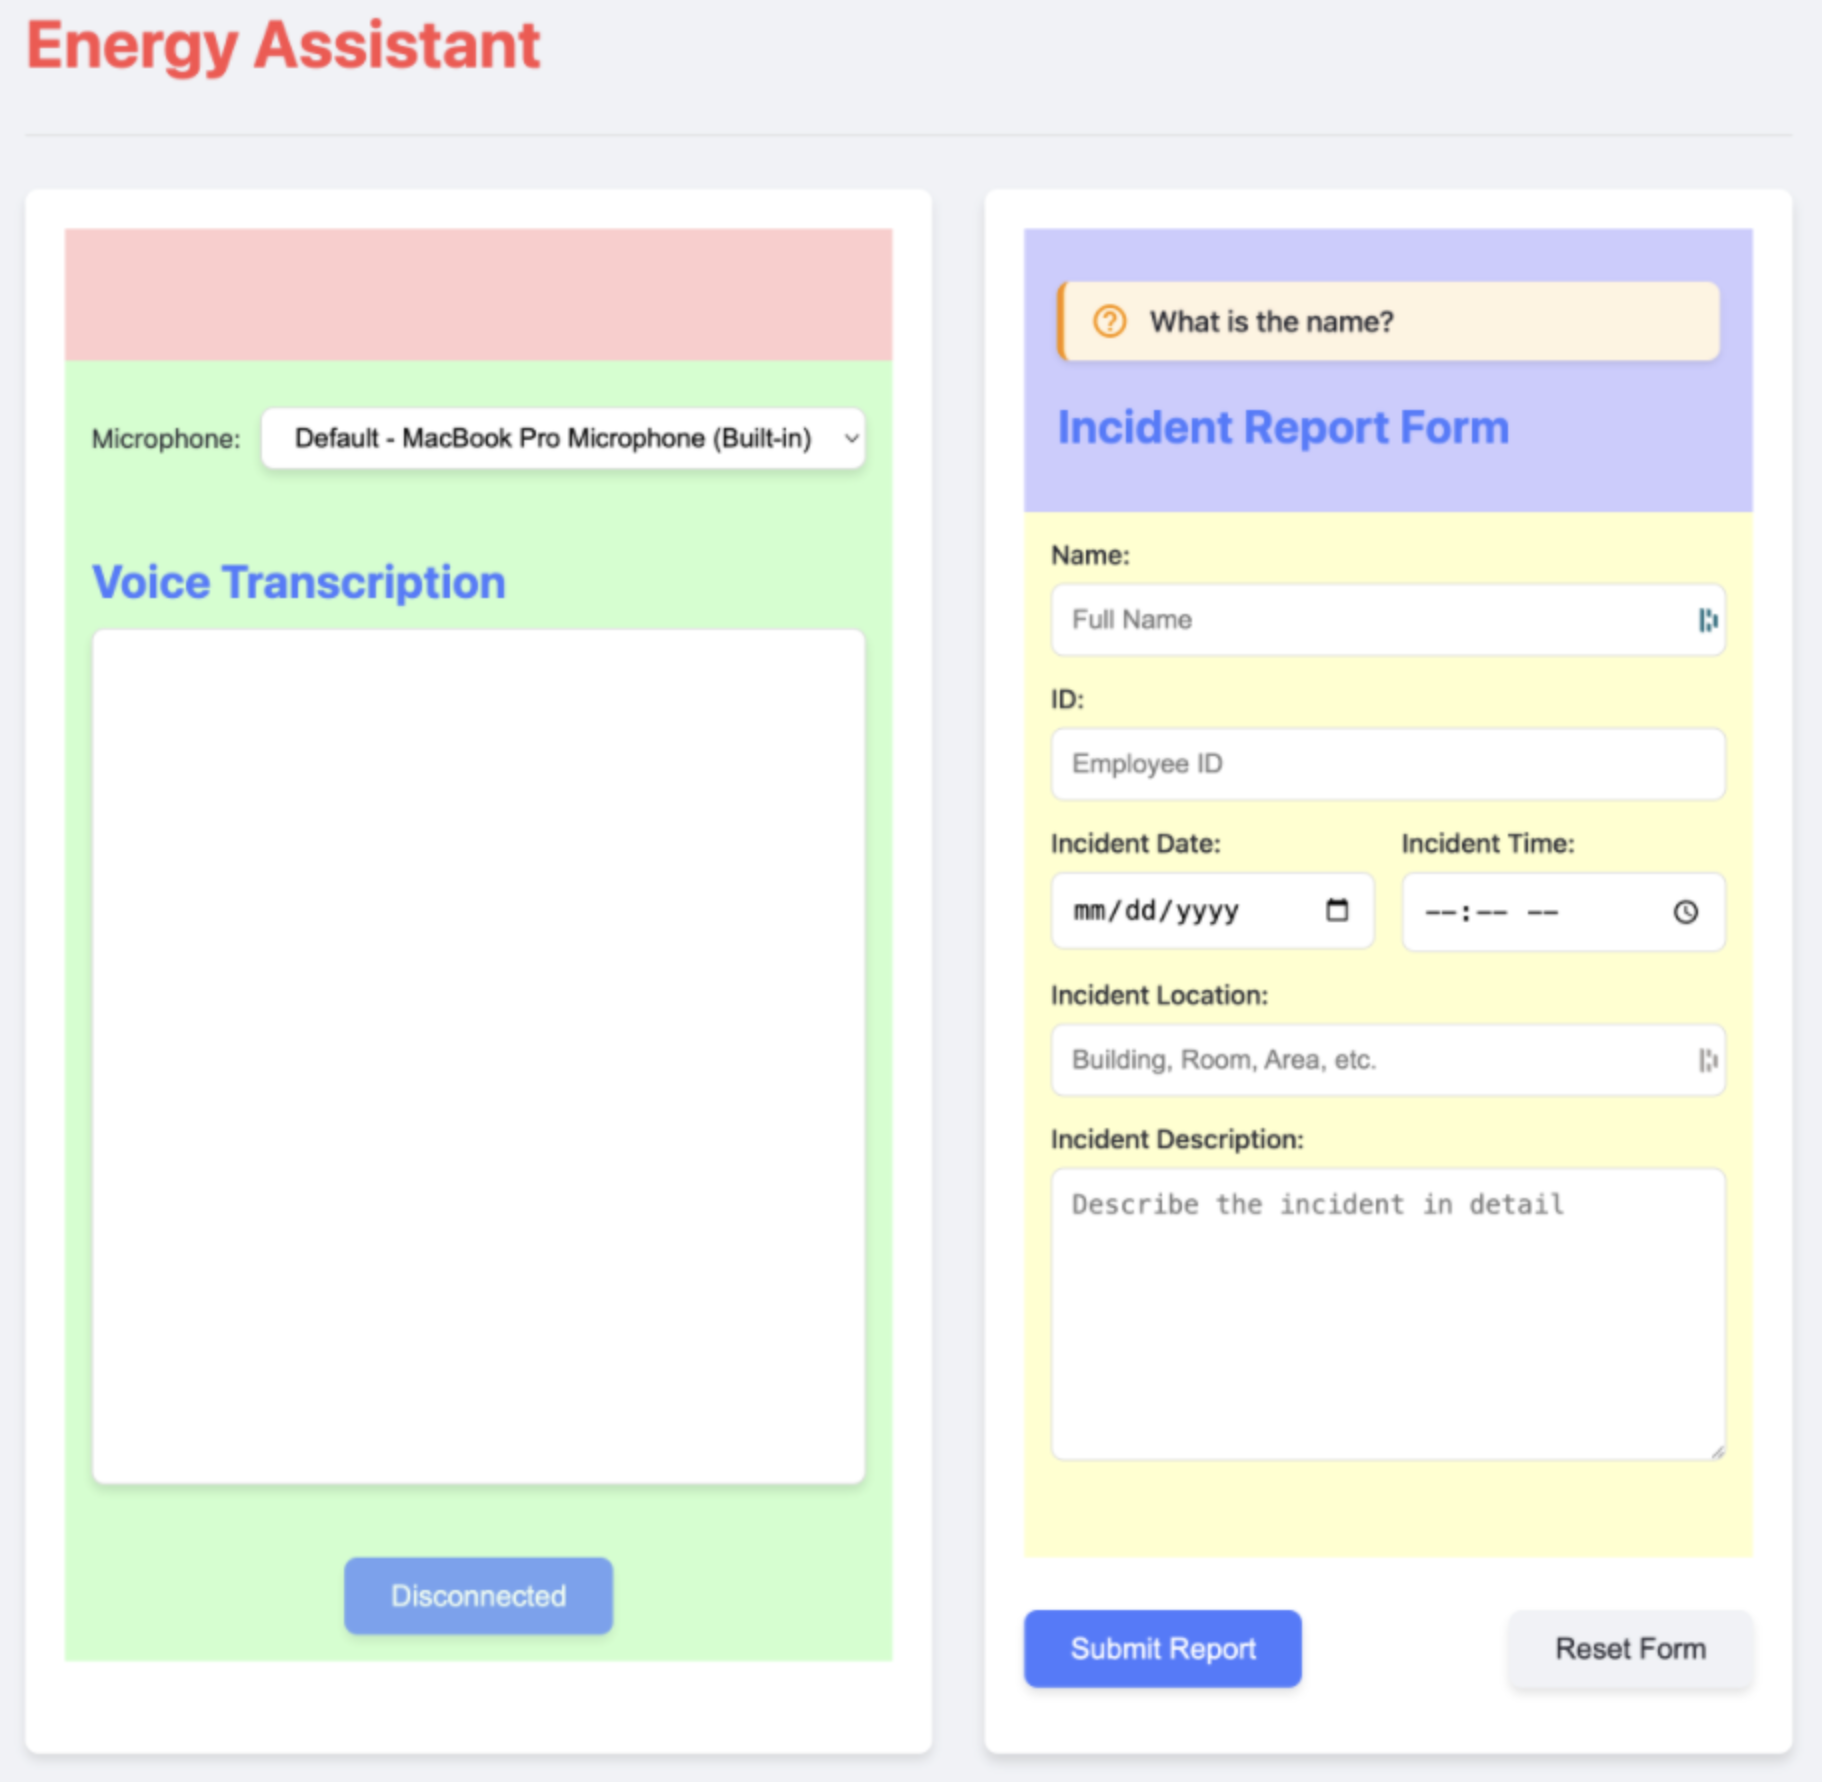 Energy Assistant
Microphone: Default - MacBook Pro Microphone (Built-in)
Voice Transcription
Disconnected
What is the name?
Incident Report Form
Name:
Full Name
ID:
Employee ID
Incident Date: Incident Time:
mm/dd/yyyy --:-- --
Incident Location:
Building, Room, Area, etc.
Incident Description:
Describe the incident in detail
Submit Report Reset Form